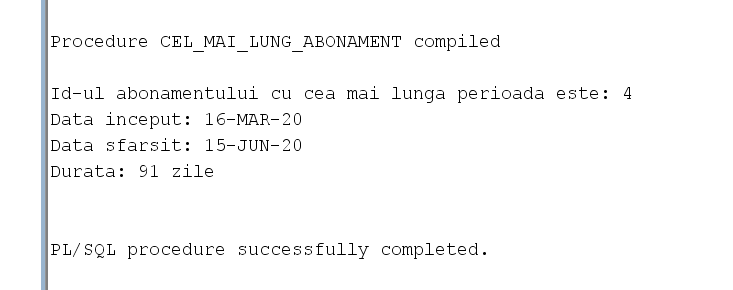 Procedure CEL_MAI_LUNG_ABONAMENT compiled
Id-ul abonamentului cu cea mai lunga perioada este: 4
Data inceput: 16-MAR-20
Data sfarsit: 15-JUN-20
Durata: 91 zile
PL/SQL procedure successfully completed.